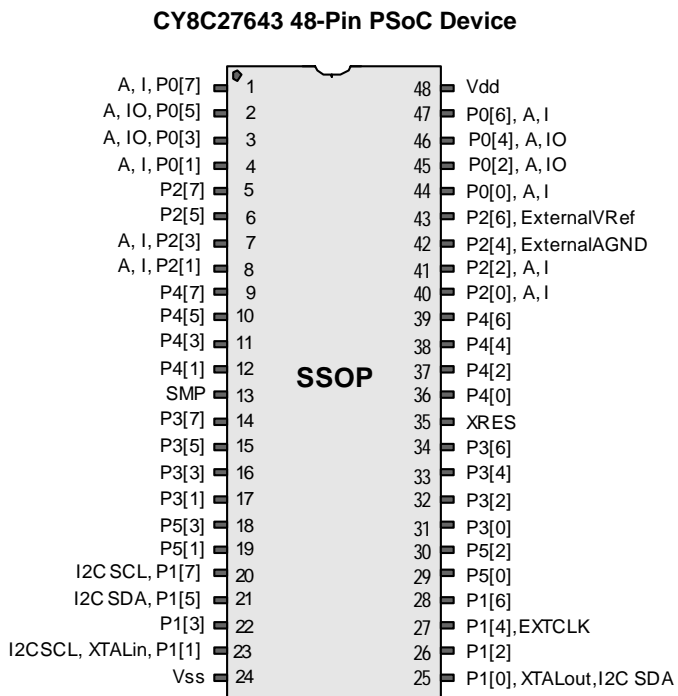 CY8C27643 48-Pin PSoC Device
A, I, P0[7] 1 48 Vdd
A, IO, P0[5] 2 47 P0[6], A, I
A, IO, P0[3] 3 46 P0[4], A, IO
A, I, P0[1] 4 45 P0[2], A, IO
P2[7] 5 44 P0[0], A, I
P2[5] 6 43 P2[6], ExternalVRef
A, I, P2[3] 7 42 P2[4], ExternalAGND
A, I, P2[1] 8 41 P2[2], A, I
P4[7] 9 40 P2[0], A, I
P4[5] 10 39 P4[6]
P4[3] 11 38 P4[4]
P4[1] 12 SSOP 37 P4[2]
SMP 13 36 P4[0]
P3[7] 14 35 XRES
P3[5] 15 34 P3[6]
P3[3] 16 33 P3[4]
P3[1] 17 32 P3[2]
P5[3] 18 31 P3[0]
P5[1] 19 30 P5[2]
I2C SCL, P1[7] 20 29 P5[0]
I2C SDA, P1[5] 21 28 P1[6]
P1[3] 22 27 P1[4], EXTCLK
I2CSCL, XTALin, P1[1] 23 26 P1[2]
Vss 24 25 P1[0], XTALout, I2C SDA